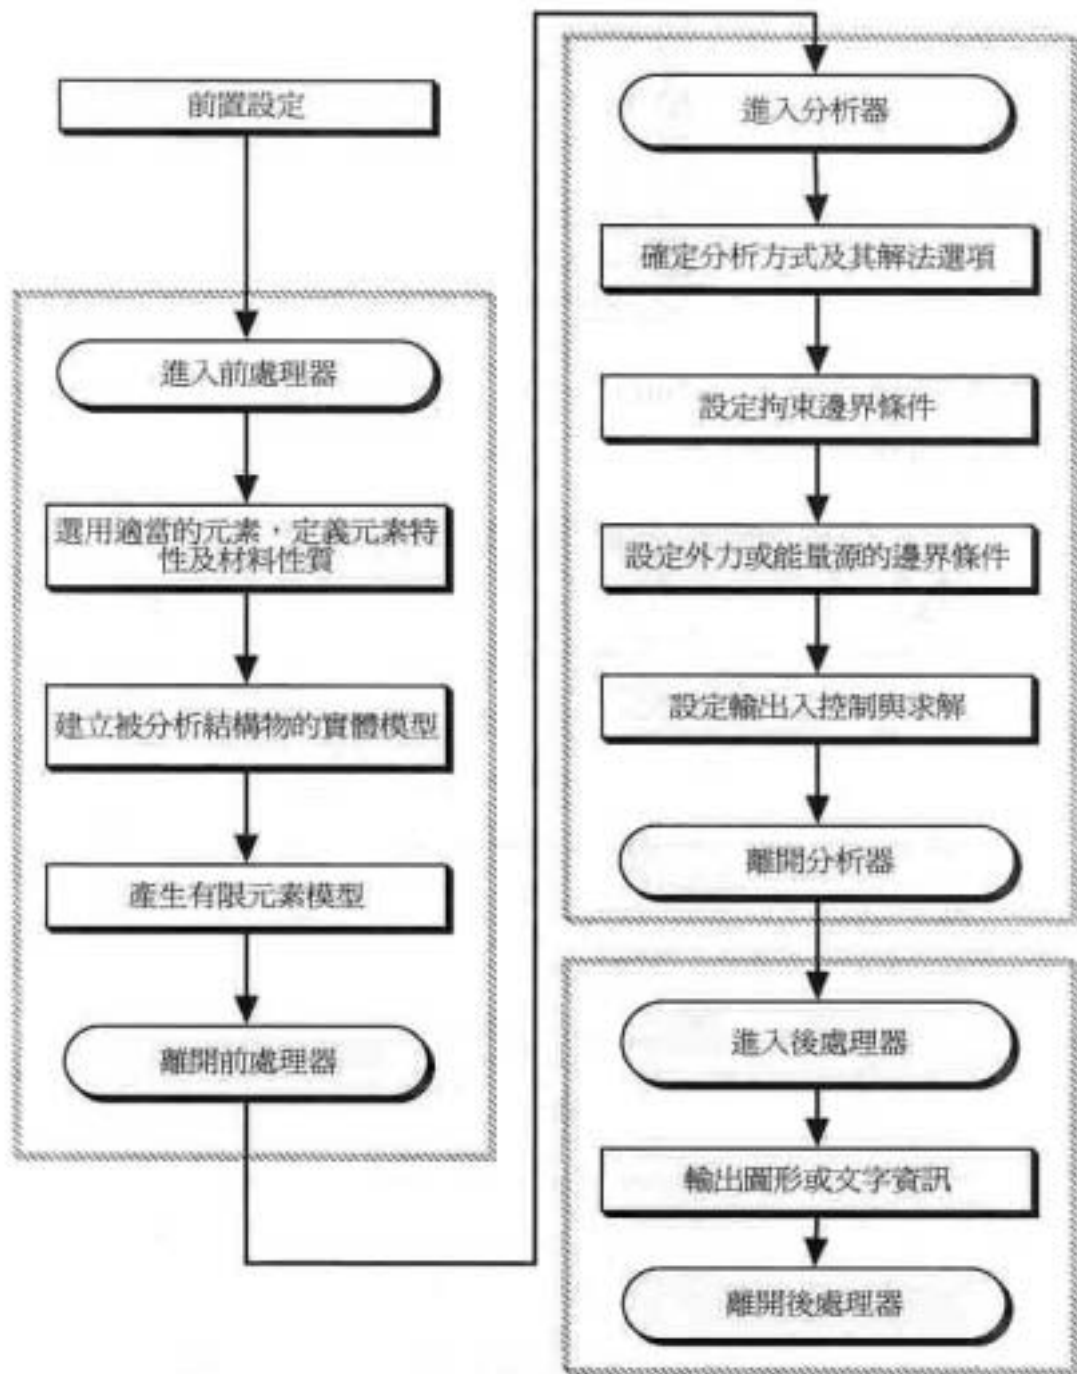 前置設定
進入前處理器
選用適當的元素，定義元素特
性及材料性質
建立被分析結構物的實體模型
產生有限元素模型
離開前處理器
進入分析器
確定分析方式及其解法選項
設定拘束邊界條件
設定外力或能量源的邊界條件
設定輸出入控制與求解
離開分析器
進入後處理器
輸出圖形或文字資訊
離開後處理器